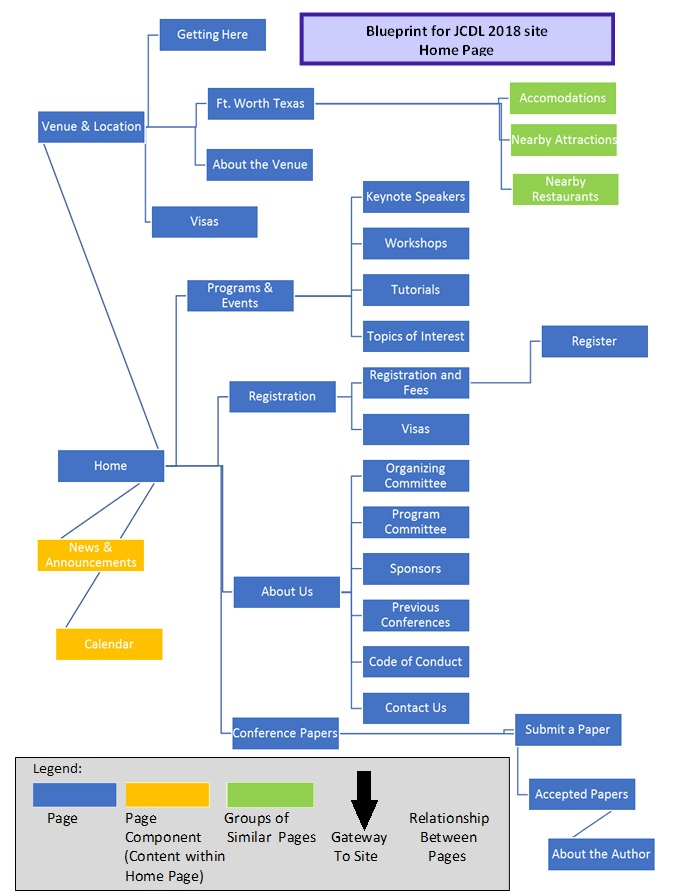 Blueprint for JCDL 2018 site
Home Page
Getting Here
Ft. Worth Texas
Accomodations
Venue & Location
Nearby Attractions
About the Venue
Nearby
Restaurants
Keynote Speakers
Visas
Workshops
Programs &
Events
Tutorials
Topics of Interest
Register
Registration
Registration and
Fees
Visas
Home
Organizing
Committee
Program
Committee
News &
Announcements
Sponsors
About Us
Previous
Conferences
Calendar
Code of Conduct
Contact Us
Conference Papers
Submit a Paper
Accepted Papers
About the Author
Legend:
Page
Page
Component
(Content within
Home Page)
Groups of
Similar Pages
Gateway
To Site
Relationship
Between
Pages